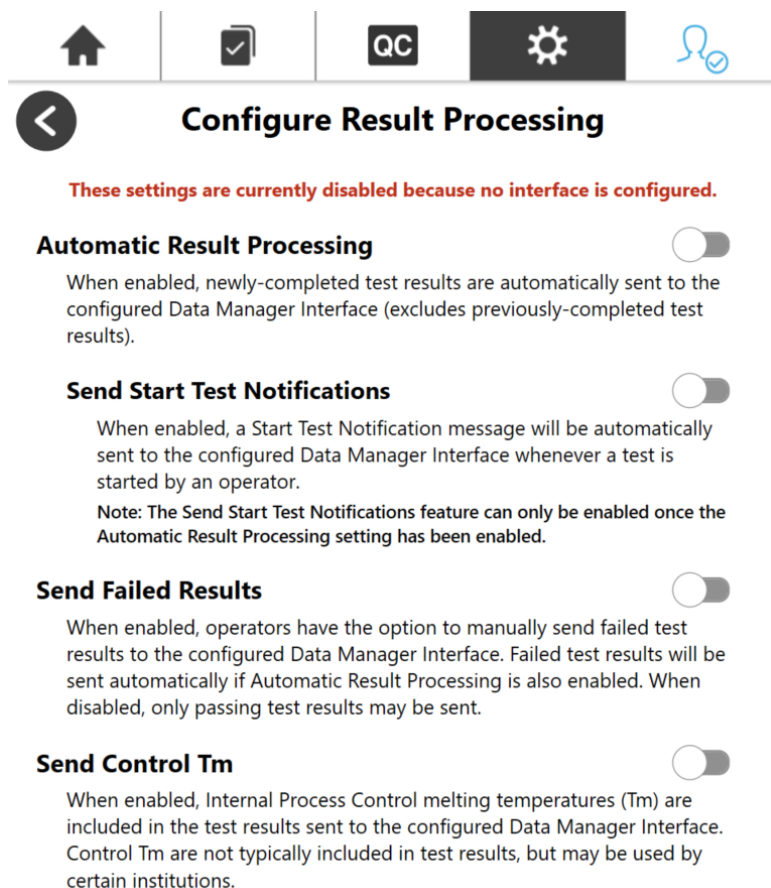 QC
Configure Result Processing
These settings are currently disabled because no interface is configured.
Automatic Result Processing
When enabled, newly-completed test results are automatically sent to the
configured Data Manager Interface (excludes previously-completed test
results).
Send Start Test Notifications
When enabled, a Start Test Notification message will be automatically
sent to the configured Data Manager Interface whenever a test is
started by an operator.
Note: The Send Start Test Notifications feature can only be enabled once the
Automatic Result Processing setting has been enabled.
Send Failed Results
When enabled, operators have the option to manually send failed test
results to the configured Data Manager Interface. Failed test results will be
sent automatically if Automatic Result Processing is also enabled. When
disabled, only passing test results may be sent.
Send Control Tm
When enabled, Internal Process Control melting temperatures (Tm) are
included in the test results sent to the configured Data Manager Interface.
Control Tm are not typically included in test results, but may be used by
certain institutions.